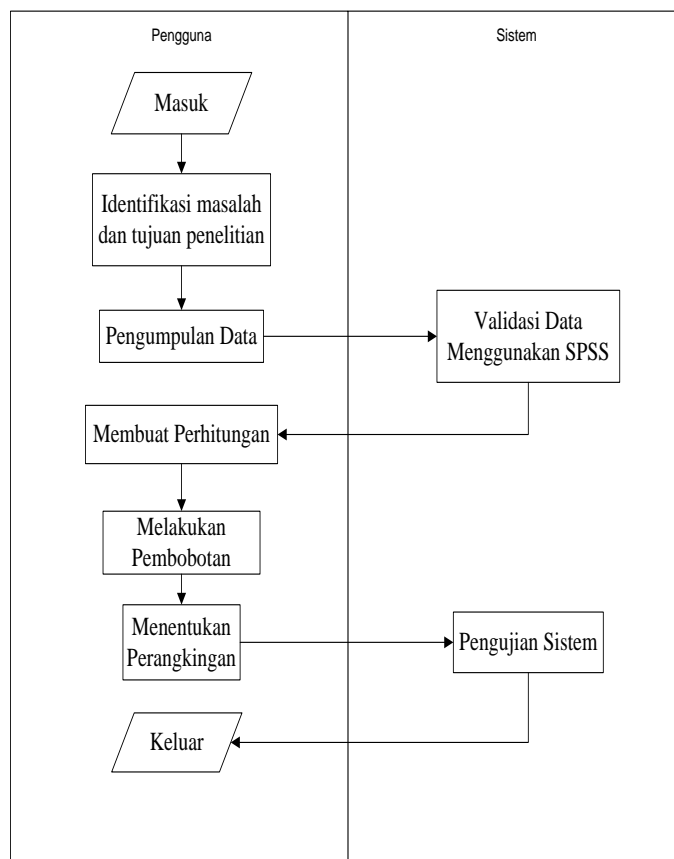 Pengguna
Sistem
Masuk
Identifikasi masalah
dan tujuan penelitian
Pengumpulan Data
Validasi Data
Menggunakan SPSS
Membuat Perhitungan
Melakukan
Pembobotan
Menentukan
Perangkingan
Pengujian Sistem
Keluar